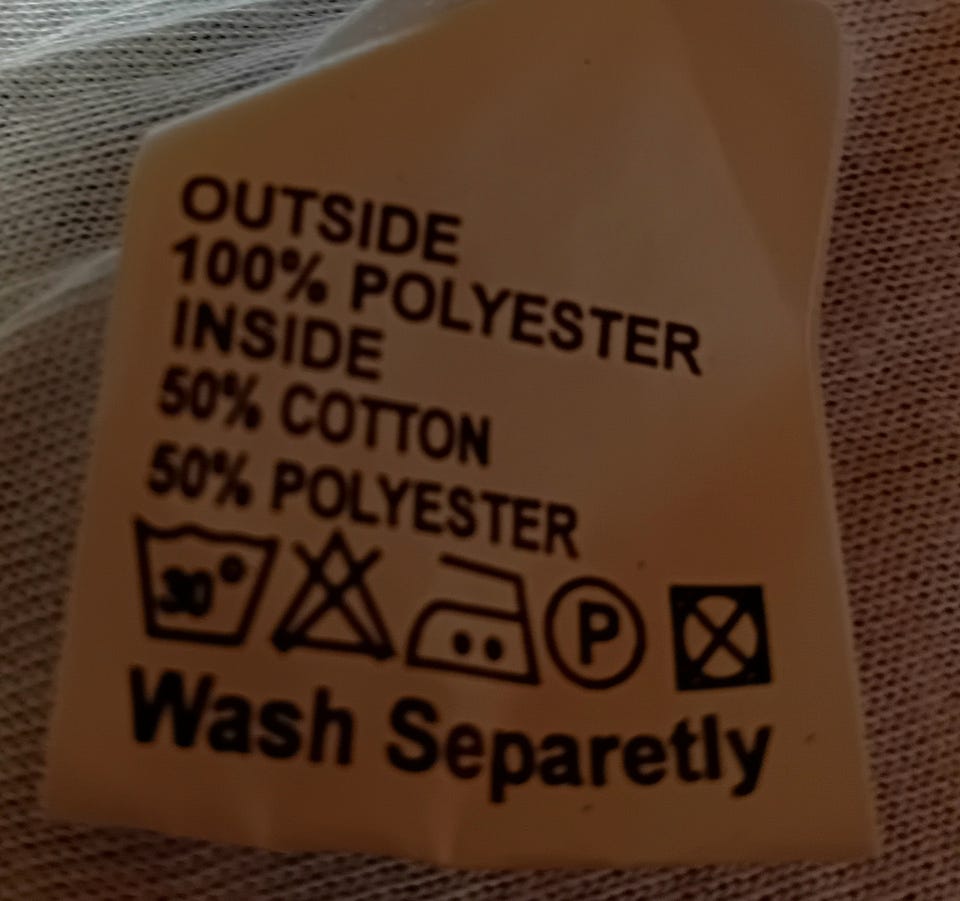 OUTSIDE
100% POLYESTER
INSIDE
50% COTTON
50% POLYESTER
30° P
Wash Separetly